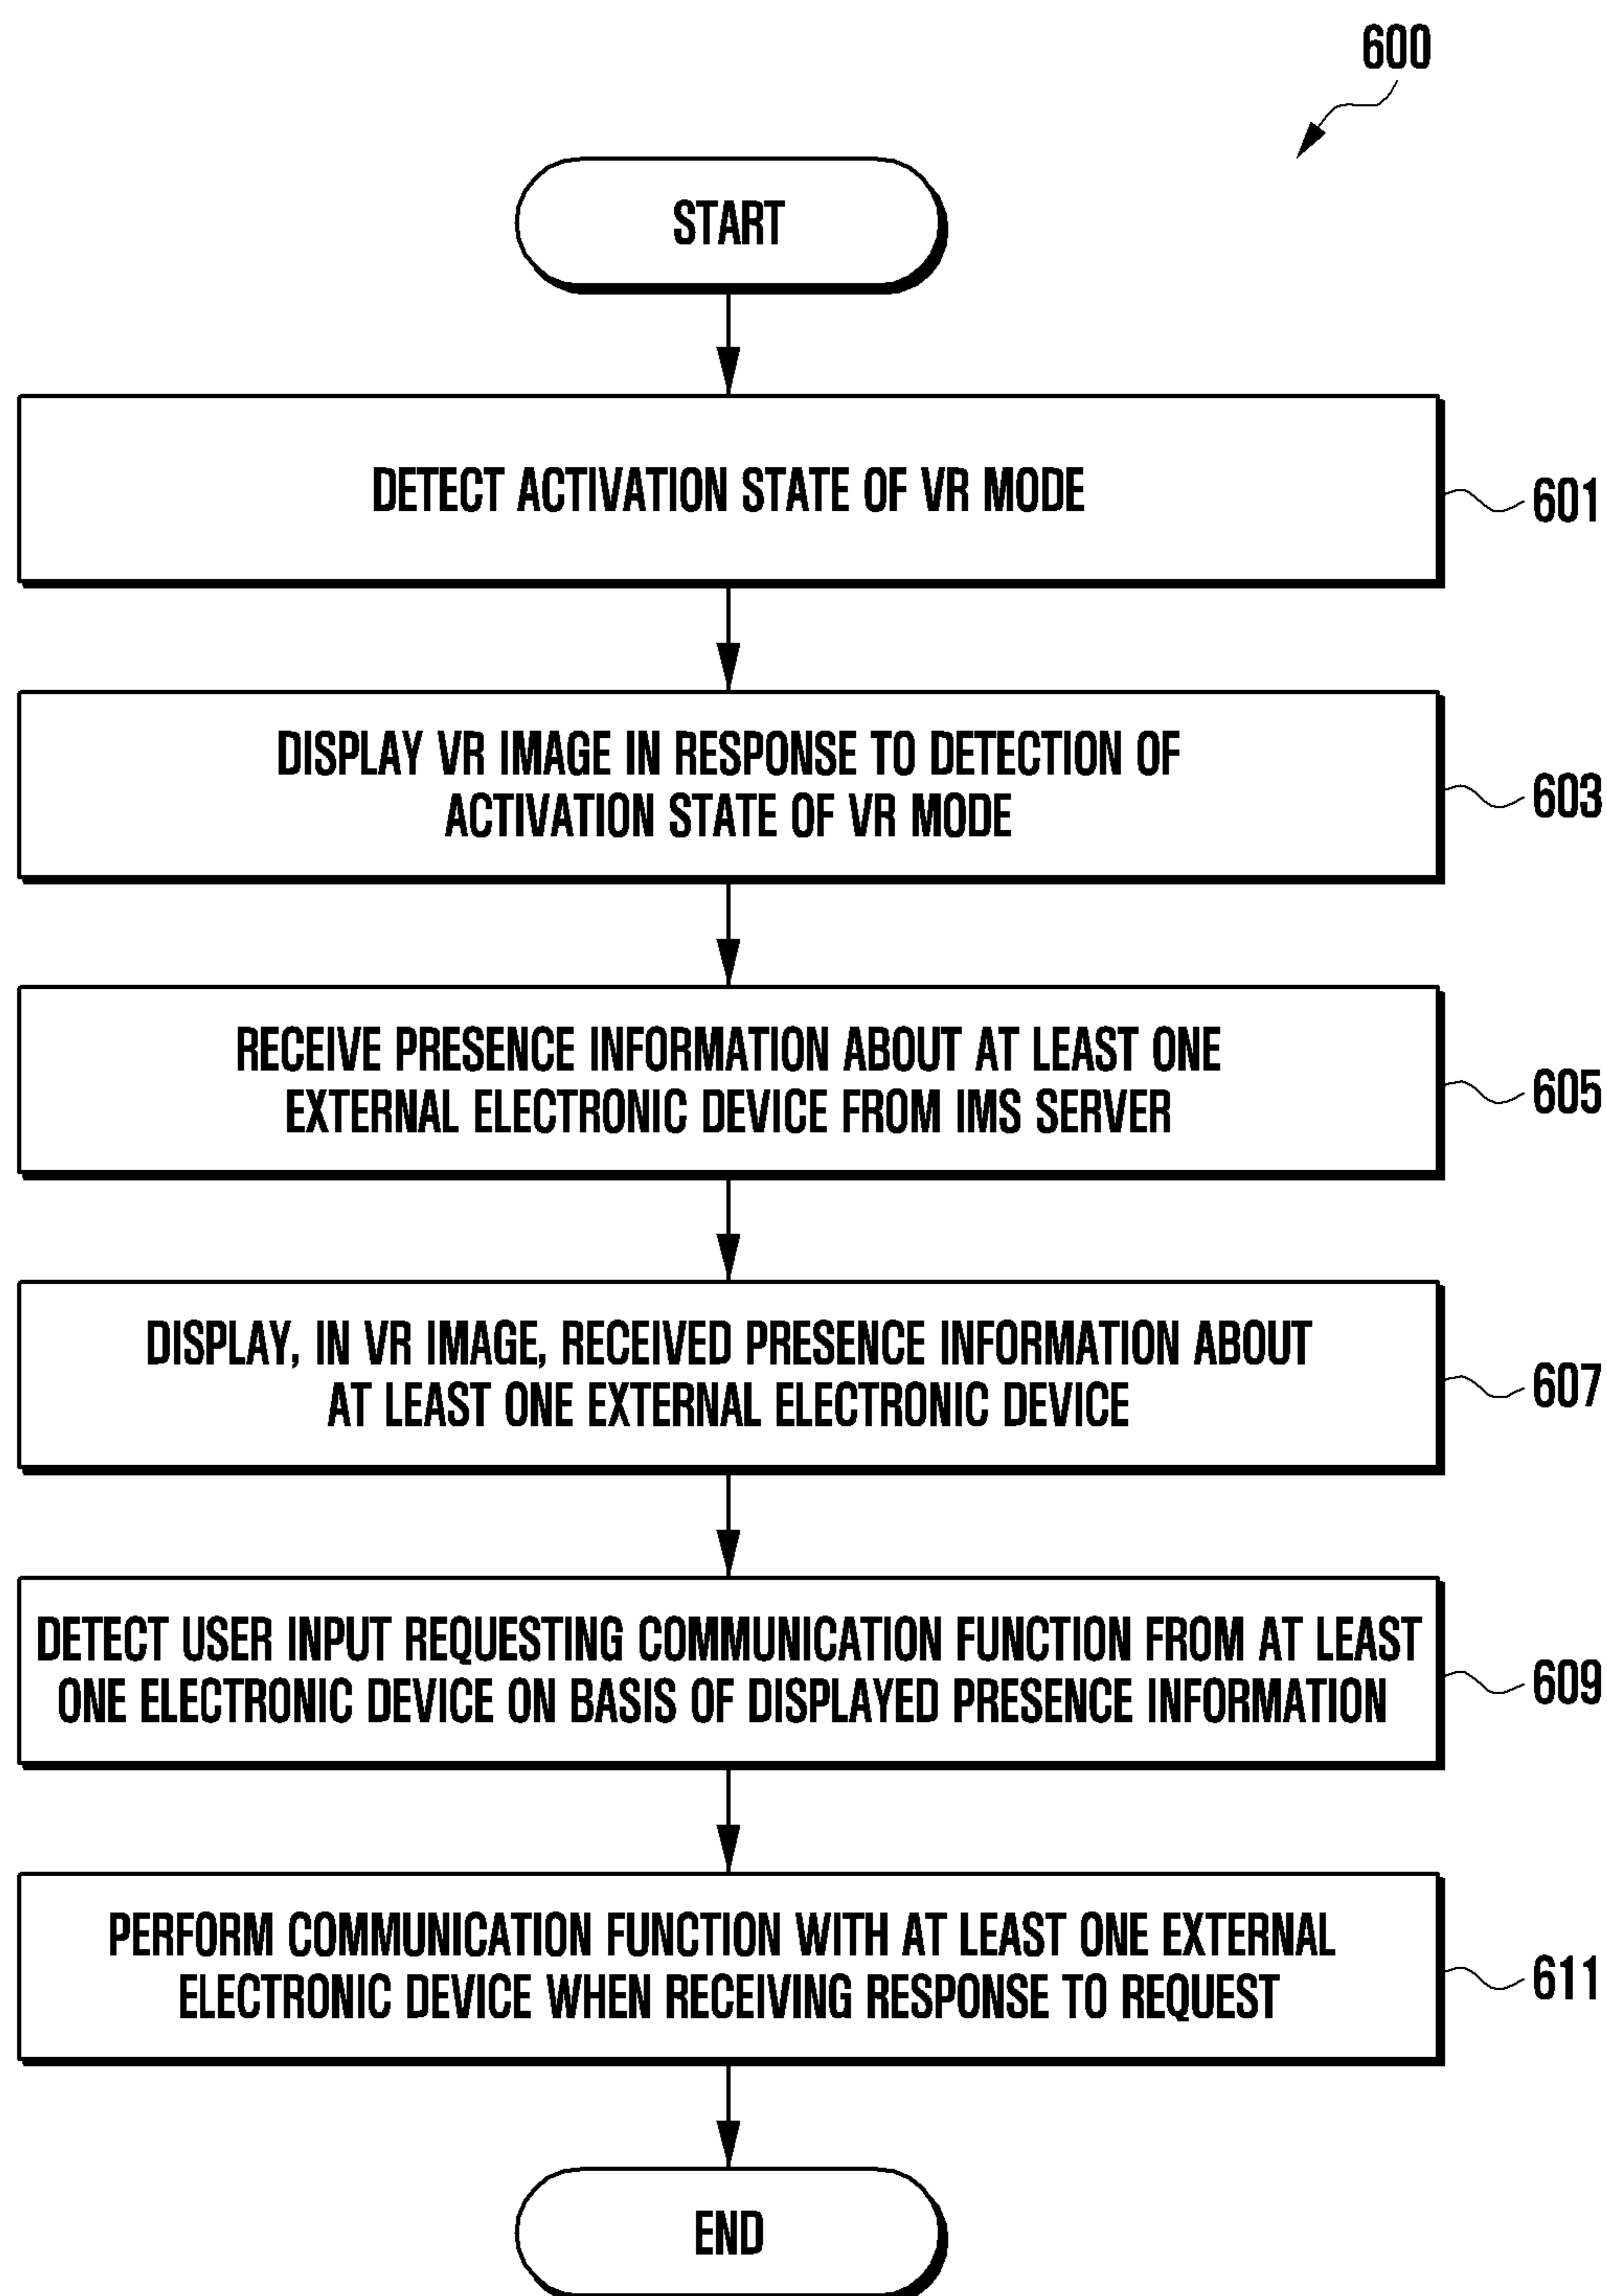 600
START
DETECT ACTIVATION STATE OF VR MODE
601
DISPLAY VR IMAGE IN RESPONSE TO DETECTION OF
ACTIVATION STATE OF VR MODE
603
RECEIVE PRESENCE INFORMATION ABOUT AT LEAST ONE
EXTERNAL ELECTRONIC DEVICE FROM IMS SERVER
605
DISPLAY, IN VR IMAGE, RECEIVED PRESENCE INFORMATION ABOUT
AT LEAST ONE EXTERNAL ELECTRONIC DEVICE
607
DETECT USER INPUT REQUESTING COMMUNICATION FUNCTION FROM AT LEAST
ONE ELECTRONIC DEVICE ON BASIS OF DISPLAYED PRESENCE INFORMATION
609
PERFORM COMMUNICATION FUNCTION WITH AT LEAST ONE EXTERNAL
ELECTRONIC DEVICE WHEN RECEIVING RESPONSE TO REQUEST
611
END